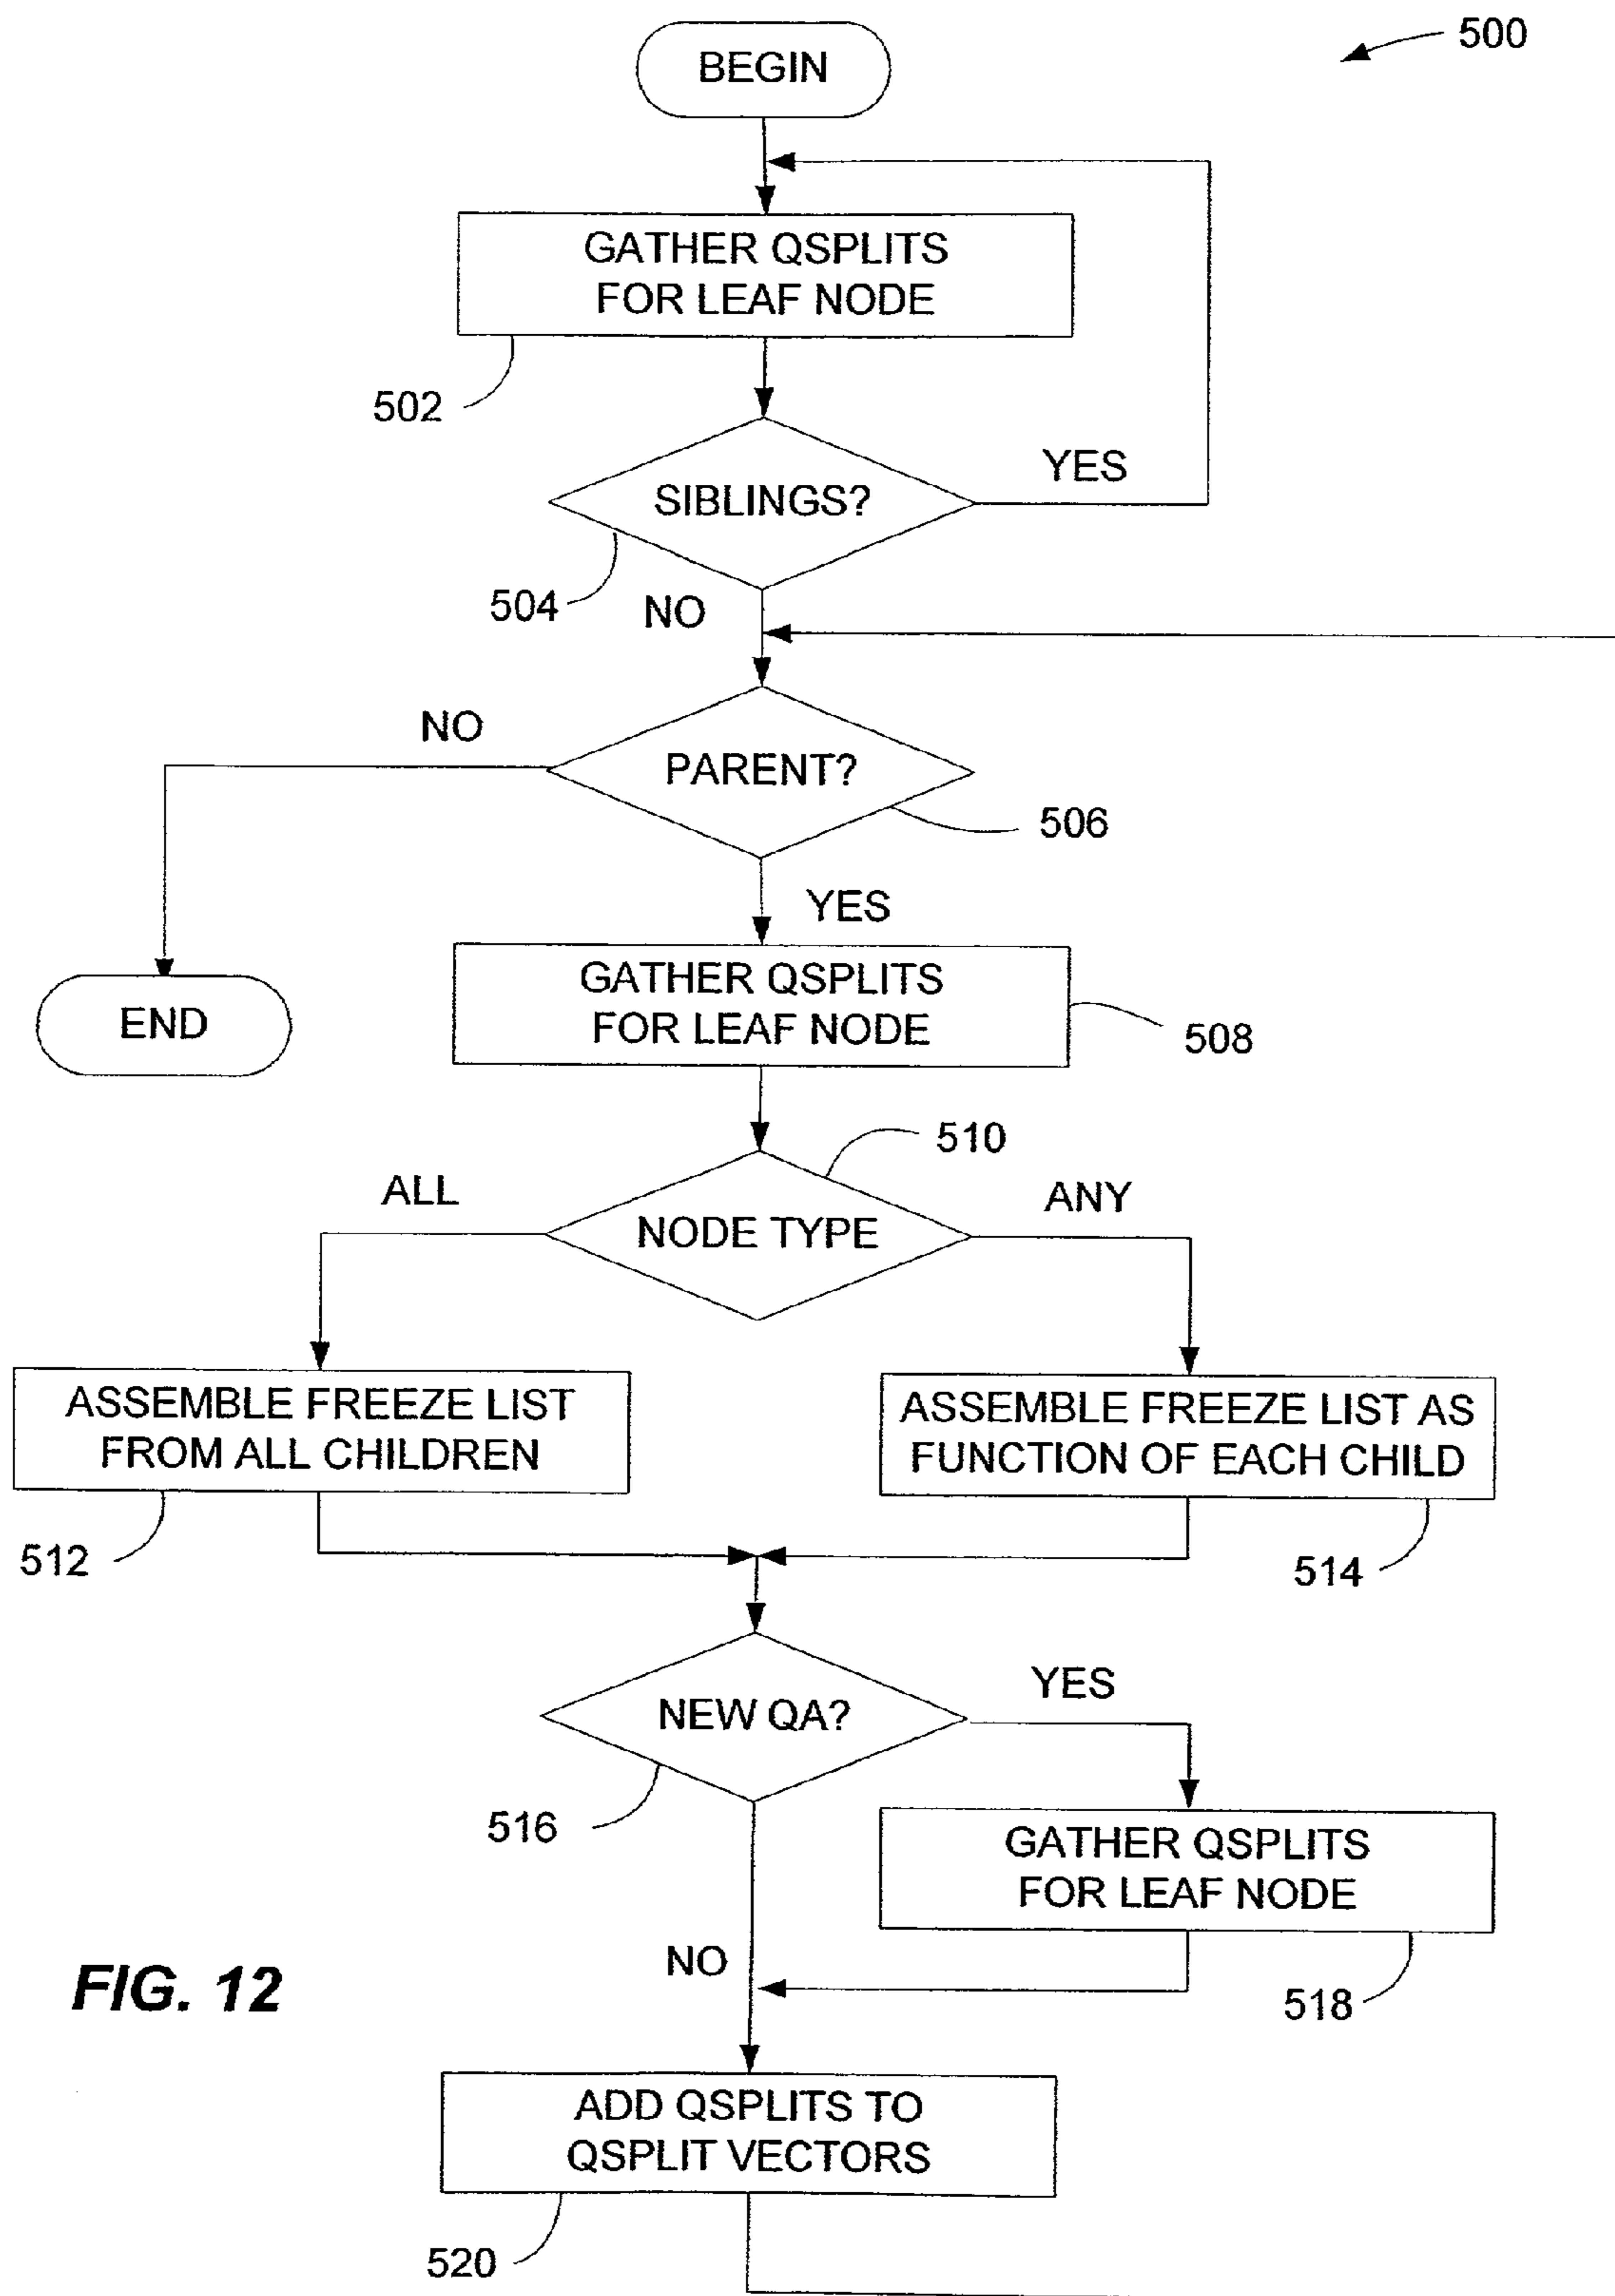 500
BEGIN
GATHER QSPLITS
FOR LEAF NODE
502
SIBLINGS?
YES
504
NO
PARENT?
NO
506
YES
GATHER QSPLITS
FOR LEAF NODE
508
END
510
NODE TYPE
ALL
ANY
ASSEMBLE FREEZE LIST
FROM ALL CHILDREN
512
ASSEMBLE FREEZE LIST AS
FUNCTION OF EACH CHILD
514
NEW QA?
YES
516
GATHER QSPLITS
FOR LEAF NODE
518
NO
FIG. 12
ADD QSPLITS TO
QSPLIT VECTORS
520